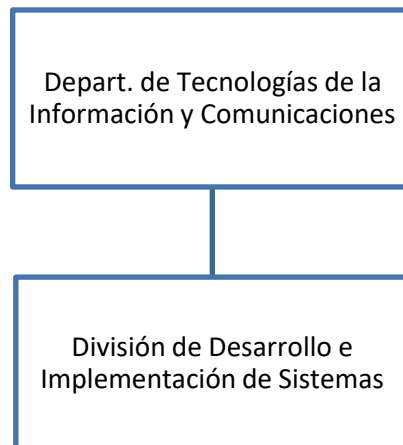 Depart. de Tecnologías de la
Información y Comunicaciones
División de Desarrollo e
Implementación de Sistemas